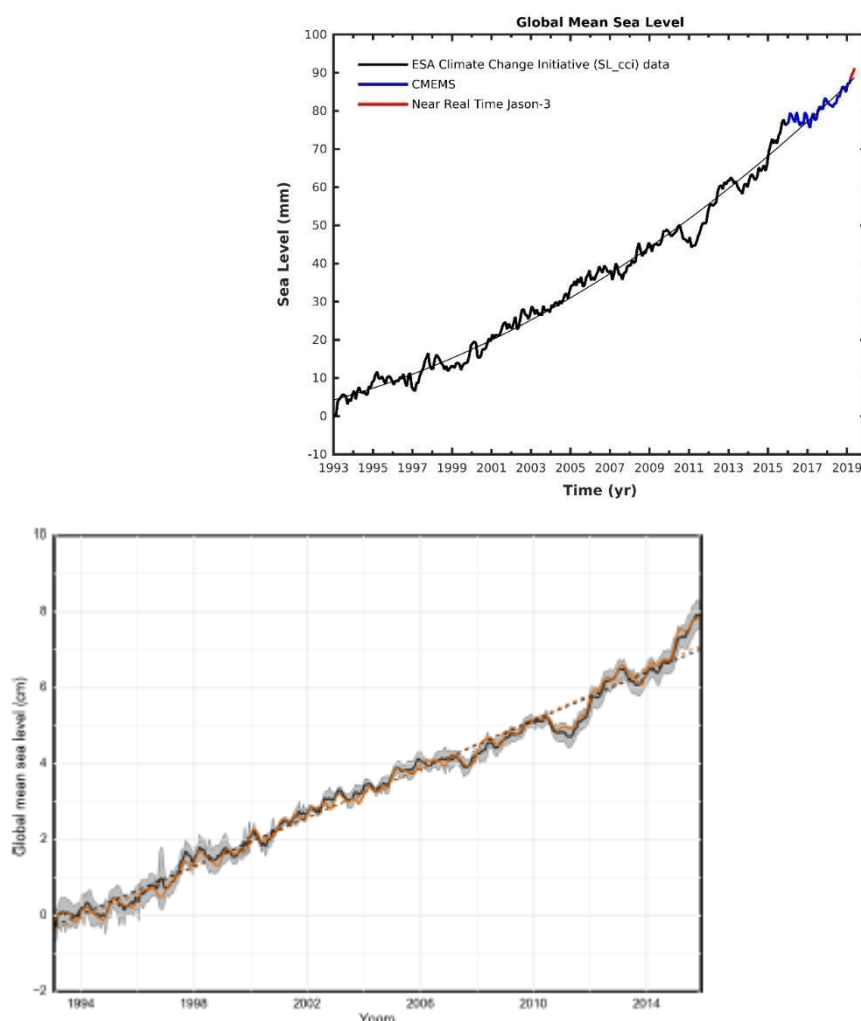 Global Mean Sea Level
100
90
80
70
60
50
40
30
20
10
0
-10
Sea Level (mm)
ESA Climate Change Initiative (SL_cci) data
CMEMS
Near Real Time Jason-3
1993 1995 1997 1999 2001 2003 2005 2007 2009 2011 2013 2015 2017 2019
Time (yr)
10
8
6
4
2
0
−2
Global mean sea level (cm)
1994 1998 2002 2006 2010 2014